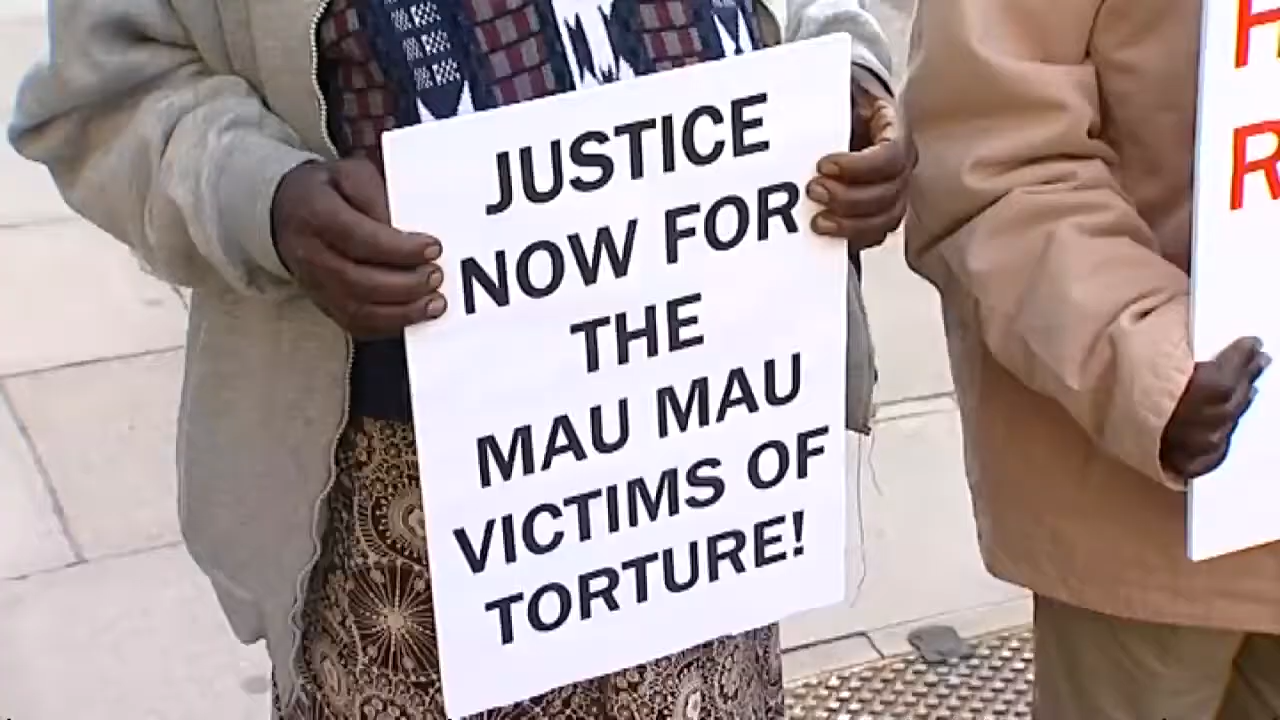 JUSTICE
NOW FOR
THE
MAU MAU
VICTIMS OF
TORTURE!
H
R